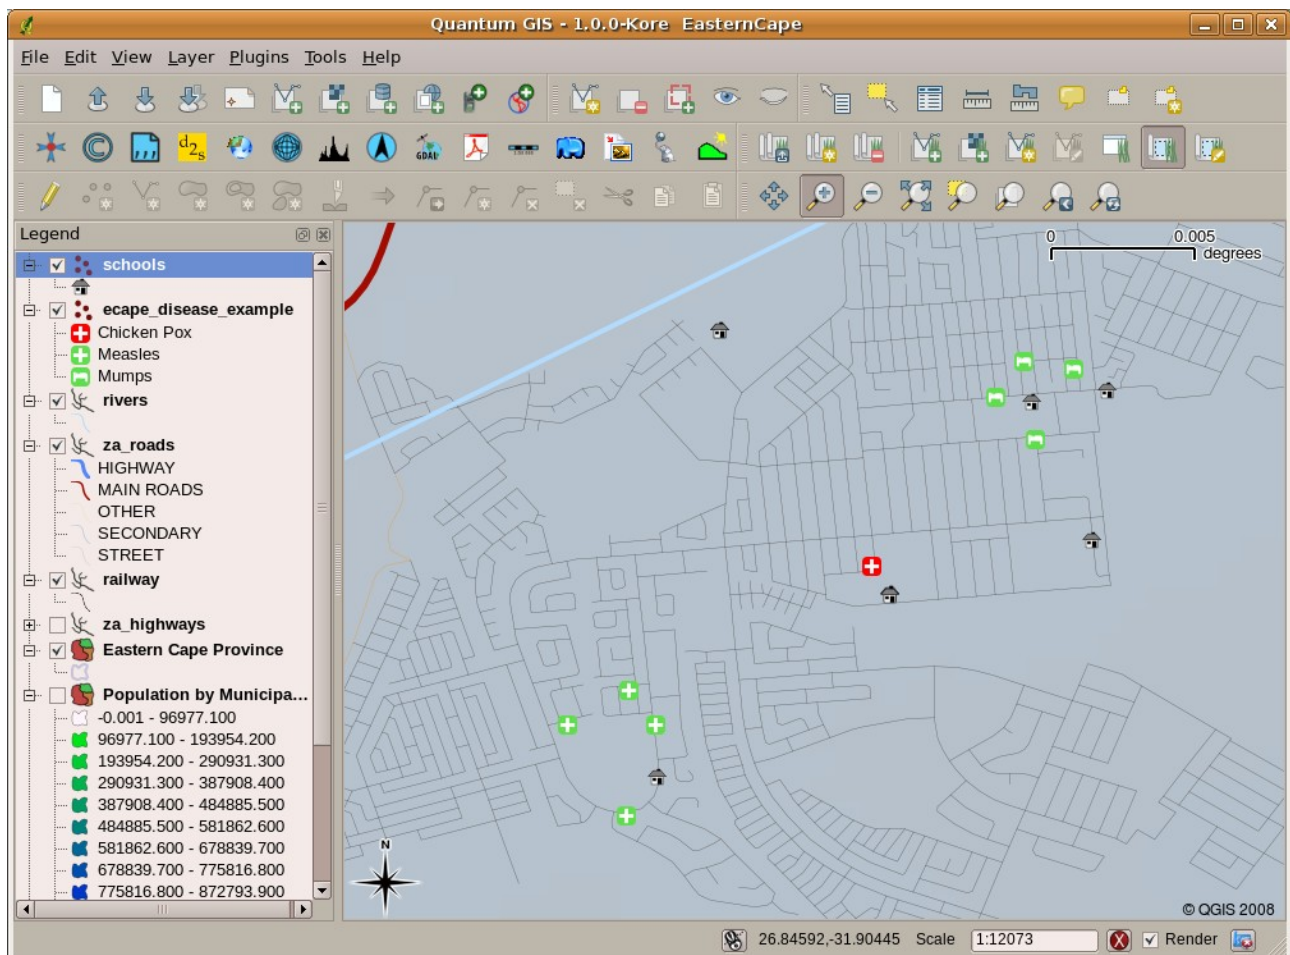 Quantum GIS - 1.0.0-Kore EasternCape
File Edit View Layer Plugins Tools Help
d2s
GDAL
Legend
schools
ecape_disease_example
Chicken Pox
Measles
Mumps
rivers
za_roads
HIGHWAY
MAIN ROADS
OTHER
SECONDARY
STREET
railway
za_highways
Eastern Cape Province
Population by Municipa...
-0.001 - 96977.100
96977.100 - 193954.200
193954.200 - 290931.300
290931.300 - 387908.400
387908.400 - 484885.500
484885.500 - 581862.600
581862.600 - 678839.700
678839.700 - 775816.800
775816.800 - 872793.900
0 0.005
degrees
N
© QGIS 2008
26.84592,-31.90445 Scale 1:12073 Render